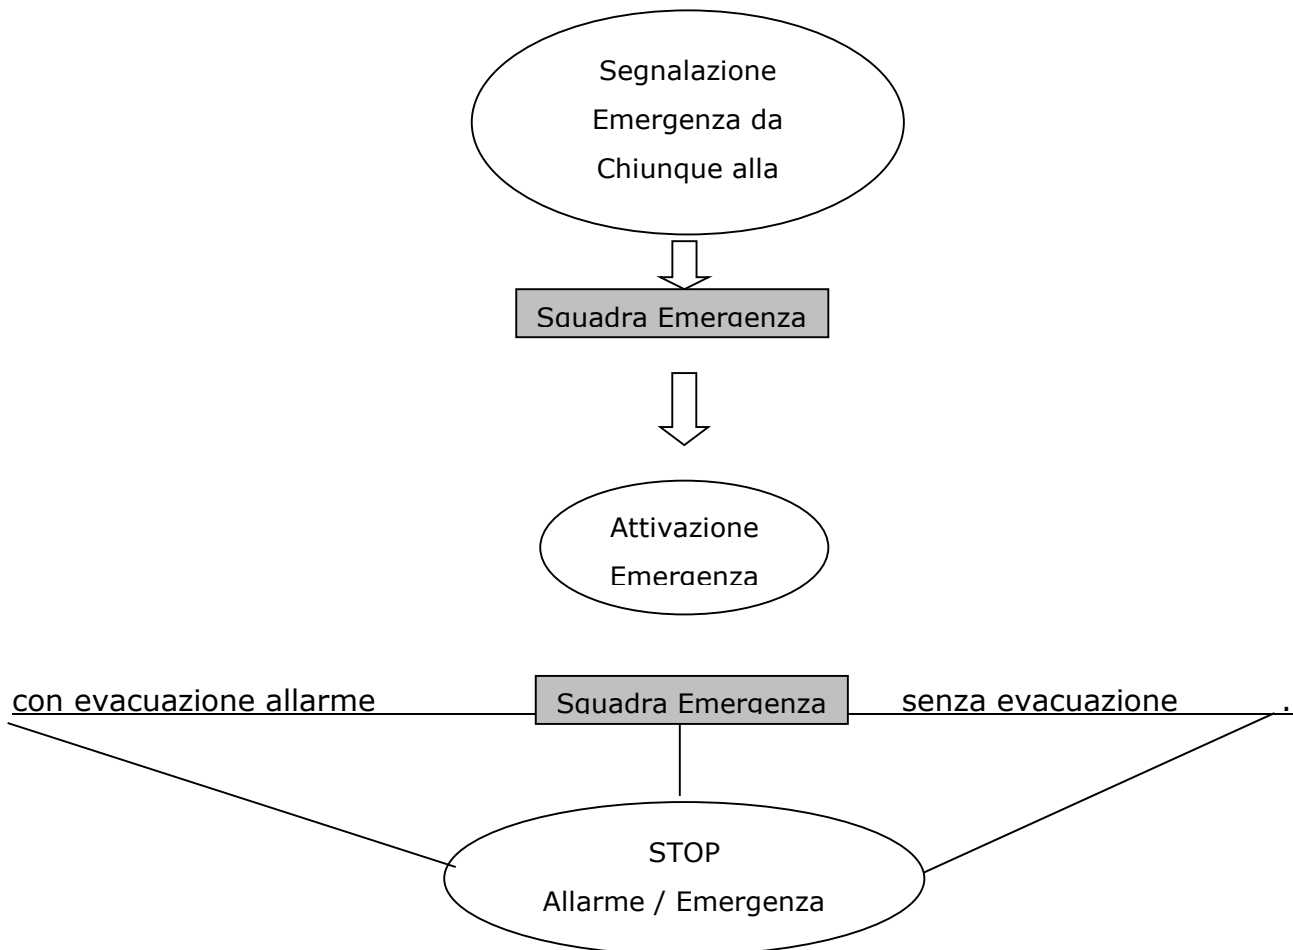 Segnalazione
Emergenza da
Chiunque alla
Squadra Emergenza
Attivazione
Emergenza
con evacuazione allarme Squadra Emergenza senza evacuazione .
STOP
Allarme / Emergenza